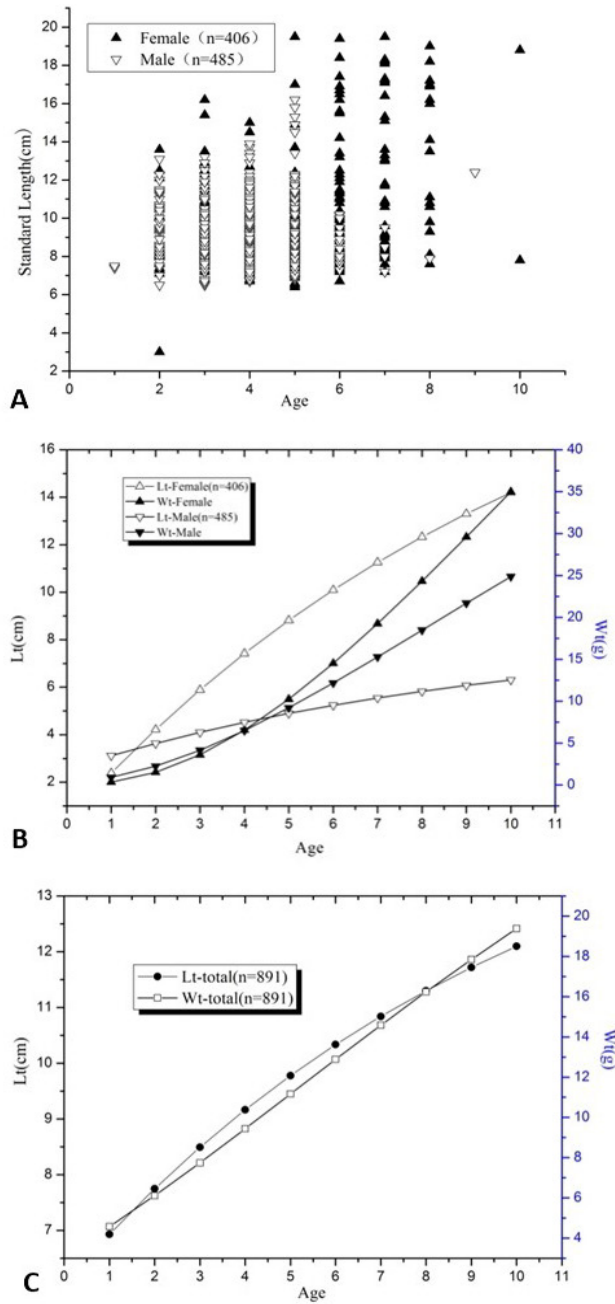 20
18
16
14
12
10
8
6
4
2
Standard Length(cm)
Female（n=406）
Male（n=485）
0 2 4 6 8 10
Age
A
16
14
12
10
8
6
4
2
Lt(cm)
Lt-Female(n=406)
Wt-Female
Lt-Male(n=485)
Wt-Male
40
35
30
25
20
15
10
5
0
Wt(g)
0 1 2 3 4 5 6 7 8 9 10 11
Age
B
13
12
11
10
9
8
7
Lt(cm)
Lt-total(n=891)
Wt-total(n=891)
21
19
18
16
14
12
10
8
6
4
Wt(g)
0 1 2 3 4 5 6 7 8 9 10 11
Age
C